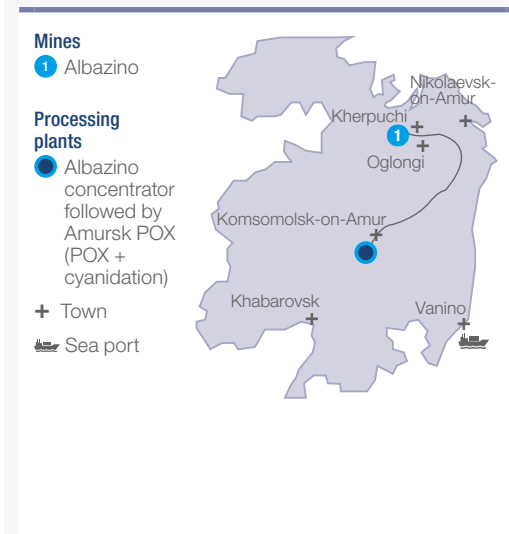 Mines
1 Albazino
Processing
plants
Albazino
concentrator
followed by
Amursk POX
(POX +
cyanidation)
Town
Sea port
Nikolaevsk-
on-Amur
Kherpuchi
1
Oglongi
Komsomolsk-on-Amur
Khabarovsk
Vanino